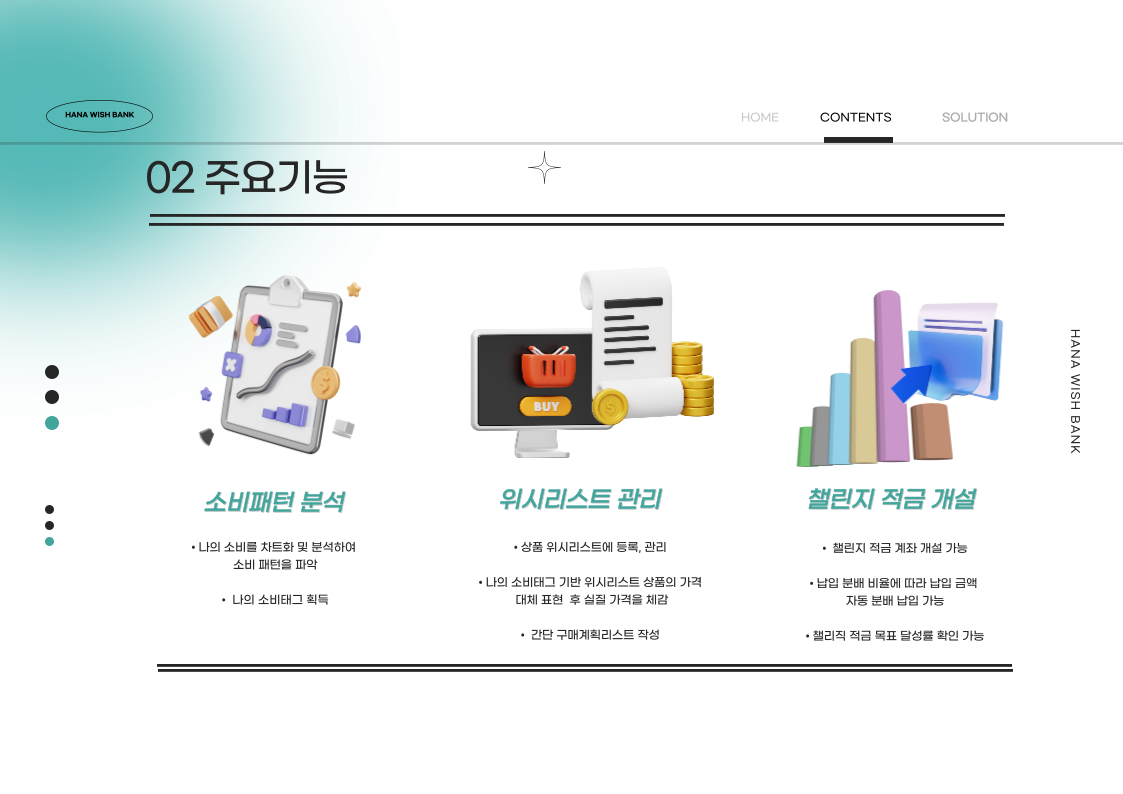 HANA WISH BANK
HOME
CONTENTS
SOLUTION
02 주요기능
BUY
HANA WISH BANK
소비패턴 분석
• 나의 소비를 차트화 및 분석하여
소비 패턴을 파악
• 나의 소비태그 획득
위시리스트 관리
• 상품 위시리스트에 등록, 관리
• 나의 소비태그 기반 위시리스트 상품의 가격
대체 표현 후 실질 가격을 체감
• 간단 구매계획리스트 작성
챌린지 적금 개설
• 챌린지 적금 계좌 개설 가능
• 납입 분배 비율에 따라 납입 금액
자동 분배 납입 가능
• 챌리직 적금 목표 달성률 확인 가능